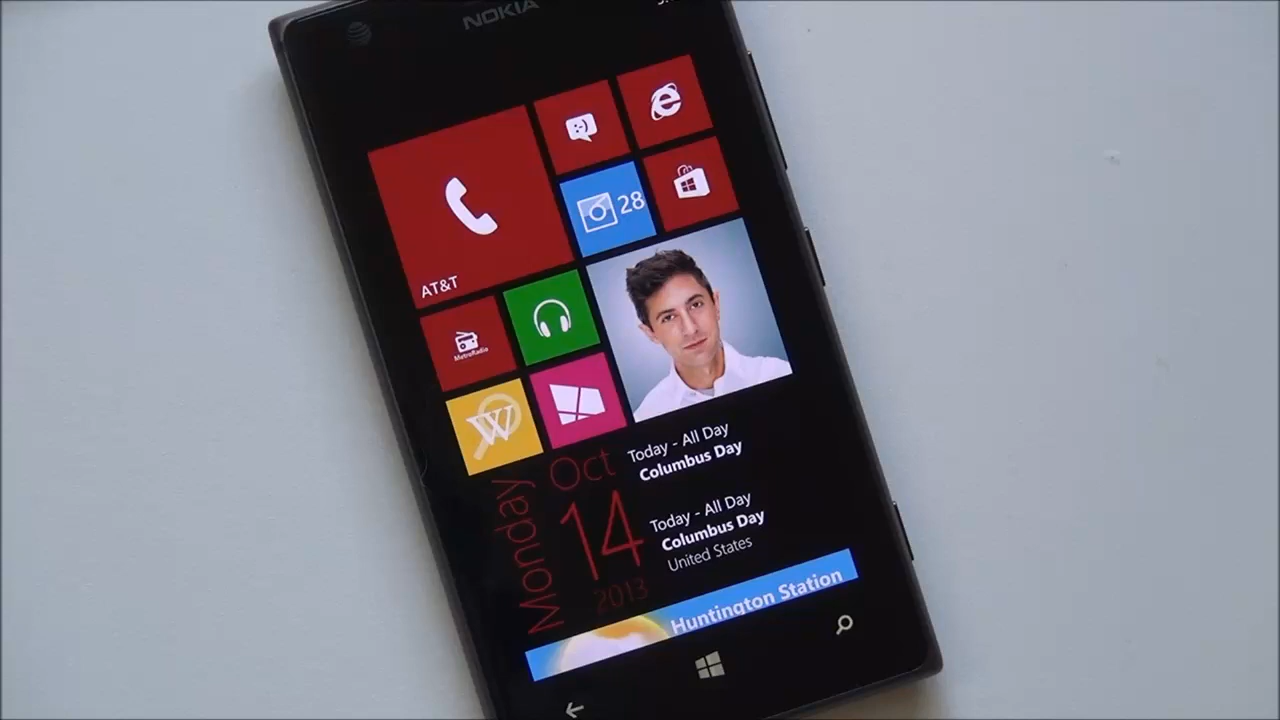 NOKIA
28
AT&T
MetroRadio
W
Today - All Day
Columbus Day
Oct
Monday
14
2013
Today - All Day
Columbus Day
United States
Huntington Station